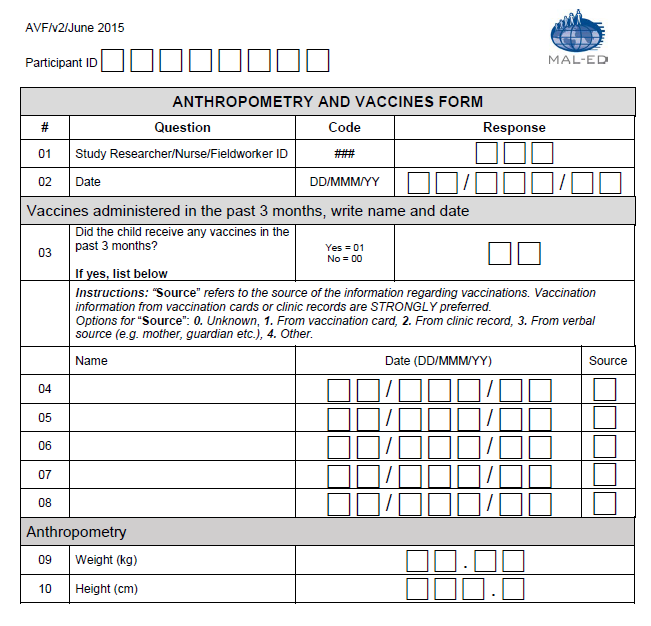 AVF/v2/June 2015
MAL-ED
Participant ID
ANTHROPOMETRY AND VACCINES FORM
# Question Code Response
01 Study Researcher/Nurse/Fieldworker ID ###
02 Date DD/MMM/YY / /
Vaccines administered in the past 3 months, write name and date
03 Did the child receive any vaccines in the
past 3 months?
If yes, list below
Yes = 01
No = 00
Instructions: “Source” refers to the source of the information regarding vaccinations. Vaccination
information from vaccination cards or clinic records are STRONGLY preferred.
Options for “Source”: 0. Unknown, 1. From vaccination card, 2. From clinic record, 3. From verbal
source (e.g. mother, guardian etc.), 4. Other.
Name Date (DD/MMM/YY) Source
04 / /
05 / /
06 / /
07 / /
08 / /
Anthropometry
09 Weight (kg) .
10 Height (cm) .